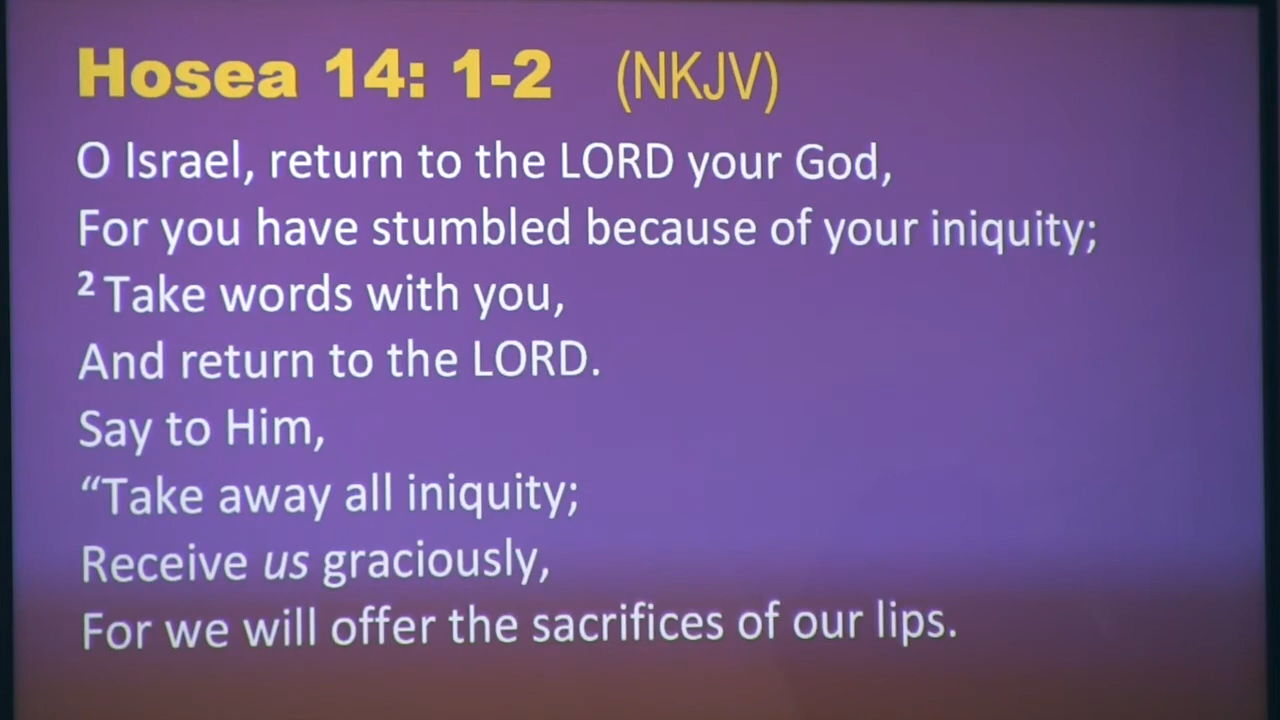 Hosea 14: 1-2 (NKJV)
O Israel, return to the LORD your God,
For you have stumbled because of your iniquity;
² Take words with you,
And return to the LORD.
Say to Him,
“Take away all iniquity;
Receive us graciously,
For we will offer the sacrifices of our lips.